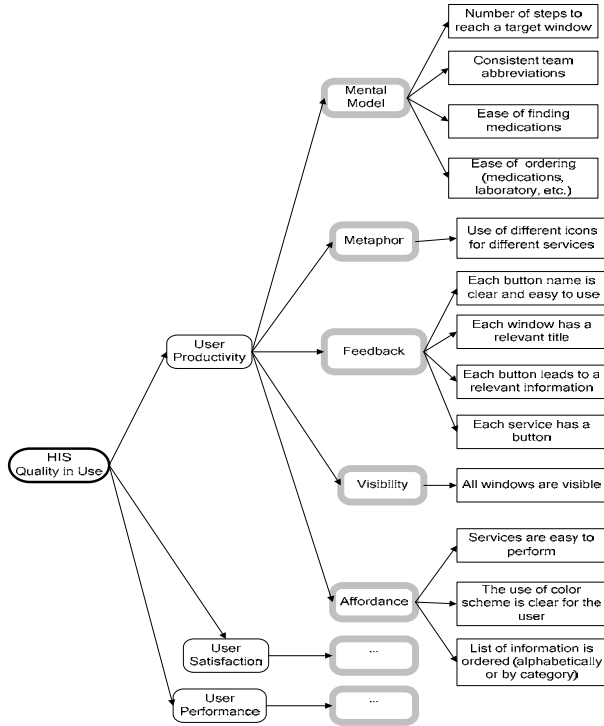 Number of steps to
reach a target window
Consistent team
abbreviations
Mental
Model
Ease of finding
medications
Ease of ordering
(medications,
laboratory, etc.)
Metaphor
Use of different icons
for different services
Each button name is
clear and easy to use
User
Productivity
Feedback
Each window has a
relevant title
Each button leads to a
relevant information
Each service has a
button
HIS
Quality in Use
Visibility
All windows are visible
Services are easy to
perform
Affordance
The use of color
scheme is clear for the
user
User
Satisfaction
...
List of information is
ordered (alphabetically
or by category)
User
Performance
...